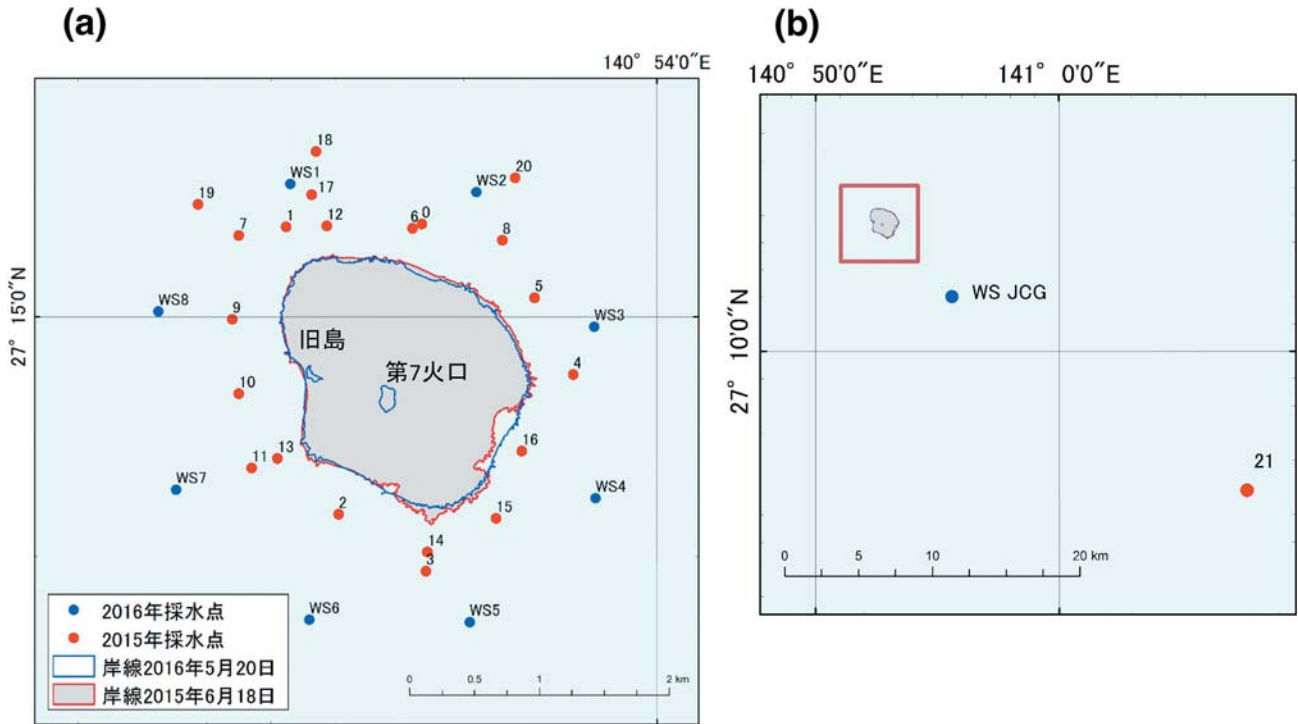 (a)
140° 54′0″E
18
WS1
17
WS2
20
19
7
1
12
6
0
8
5
WS8
9
27° 15′0″N
WS3
旧島
第7火口
4
10
16
11
13
WS7
WS4
2
15
14
3
WS6
WS5
2016年採水点
2015年採水点
岸線2016年5月20日
岸線2015年6月18日
0 0.5 1 2 km
(b)
140° 50′0″E
141° 0′0″E
WS JCG
27° 10′0″N
21
0 5 10 20 km